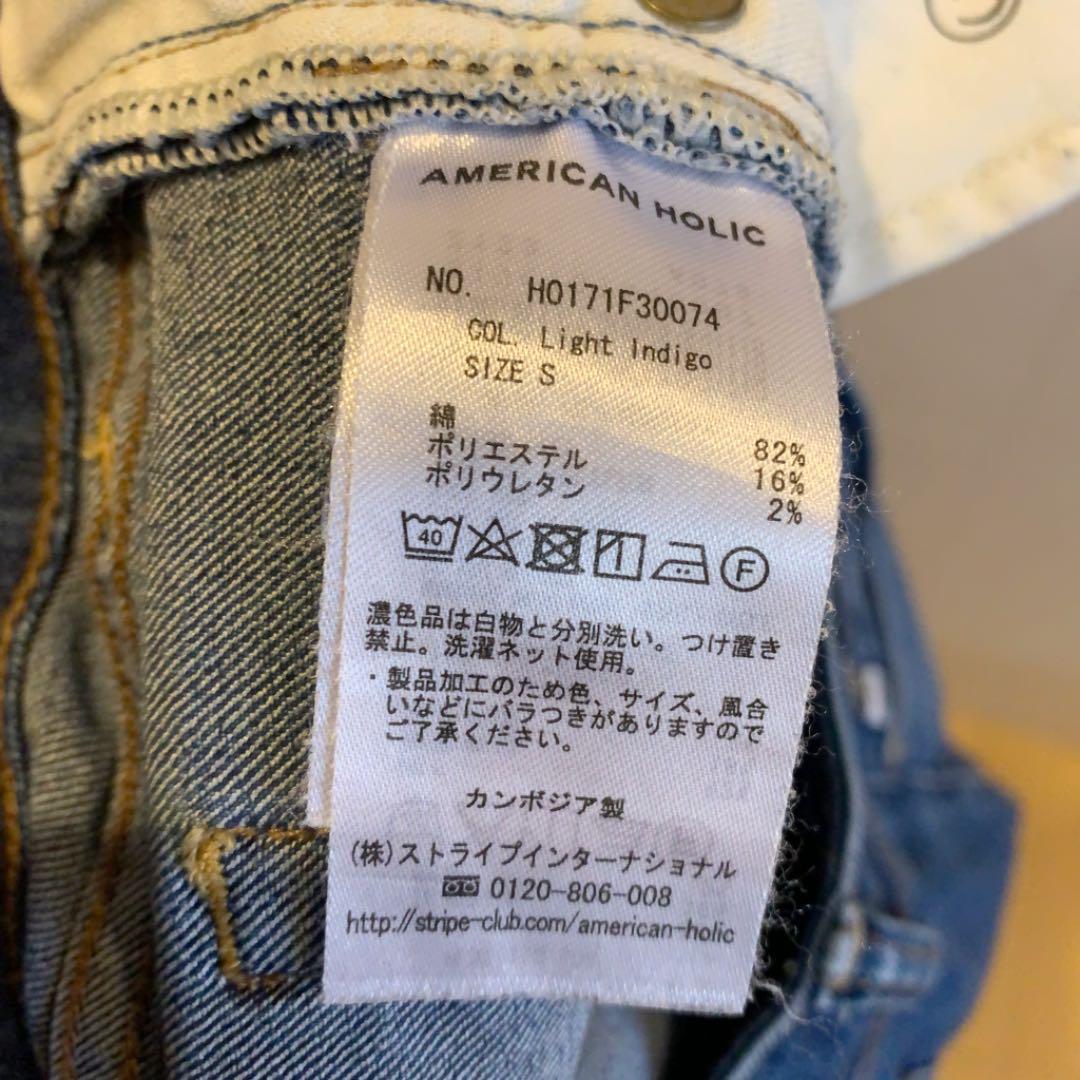 AMERICAN HOLIC
NO. H0171F30074
COL. Light Indigo
SIZE S
綿 82%
ポリエステル 16%
ポリウレタン 2%
40 F
濃色品は白物と分別洗い。つけ置き
禁止。洗濯ネット使用。
・製品加工のため色、サイズ、風合
いなどにバラつきがありますので
ご了承ください。
カンボジア製
(株)ストライプインターナショナル
0120-806-008
http://stripe-club.com/american-holic